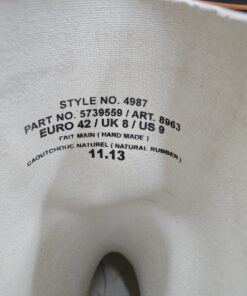 STYLE NO. 4987
PART NO. 5739559 / ART. 8963
EURO 42 / UK 8 / US 9
FAIT MAIN ( HAND MADE )
CAOUTCHOUC NATUREL ( NATURAL RUBBER )
11.13